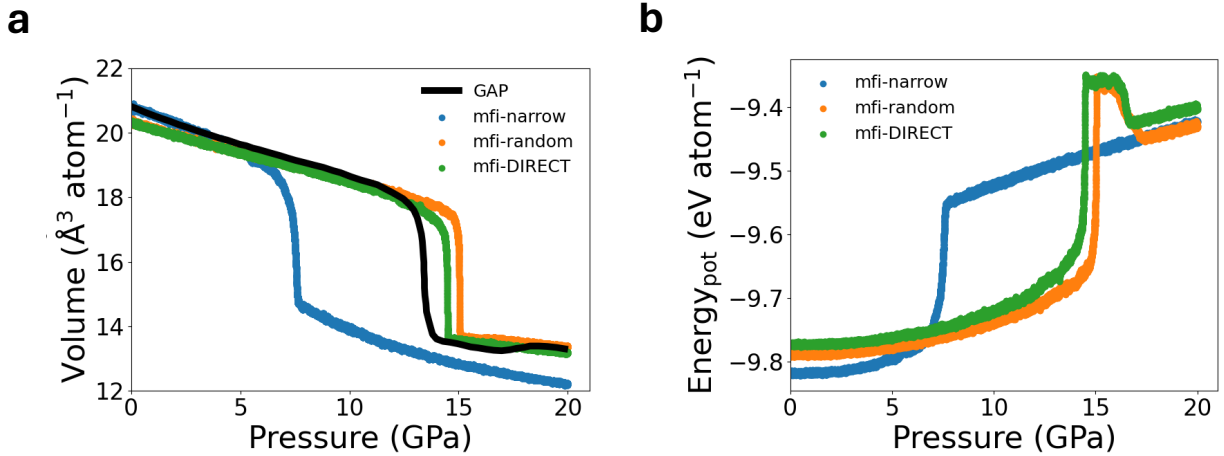 a
22
20
18
16
14
12
Volume (Å³ atom⁻¹)
GAP
mfi-narrow
mfi-random
mfi-DIRECT
0 5 10 15 20
Pressure (GPa)
b
−9.4
−9.5
−9.6
−9.7
−9.8
Energy_pot (eV atom⁻¹)
mfi-narrow
mfi-random
mfi-DIRECT
0 5 10 15 20
Pressure (GPa)